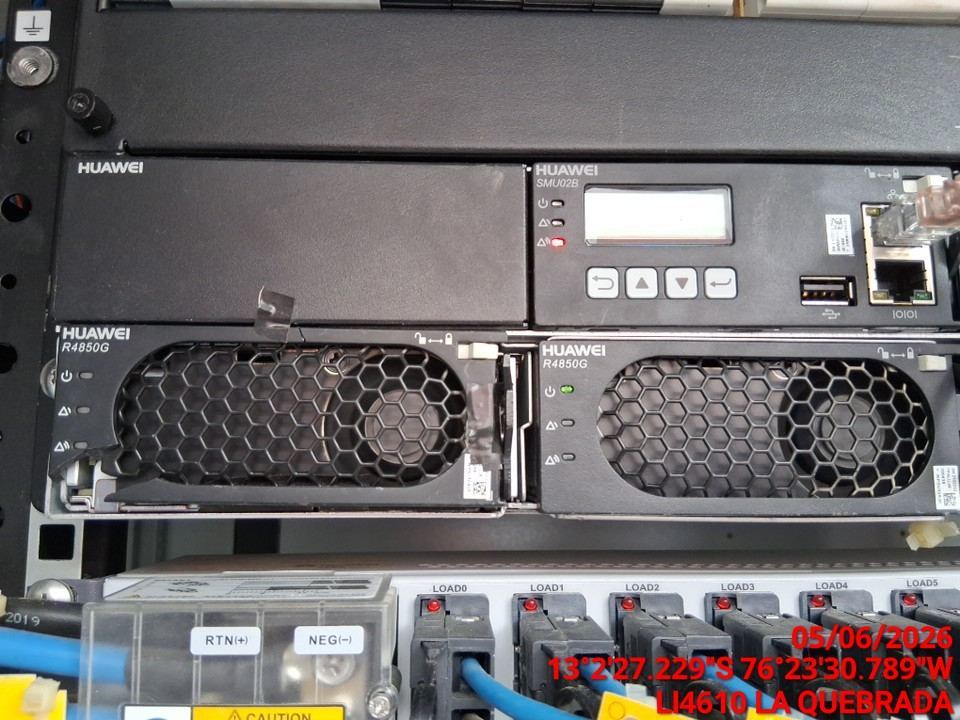 HUAWEI
HUAWEI
SMU02B
IOIOI
HUAWEI
R4850G
HUAWEI
R4850G
2019
RTN(+)
NEG(−)
CAUTION
LOAD0
LOAD1
LOAD2
LOAD3
LOAD4
LOAD5
05/06/2026
13°2'27.229"S 76°23'30.789"W
LI4610 LA QUEBRADA